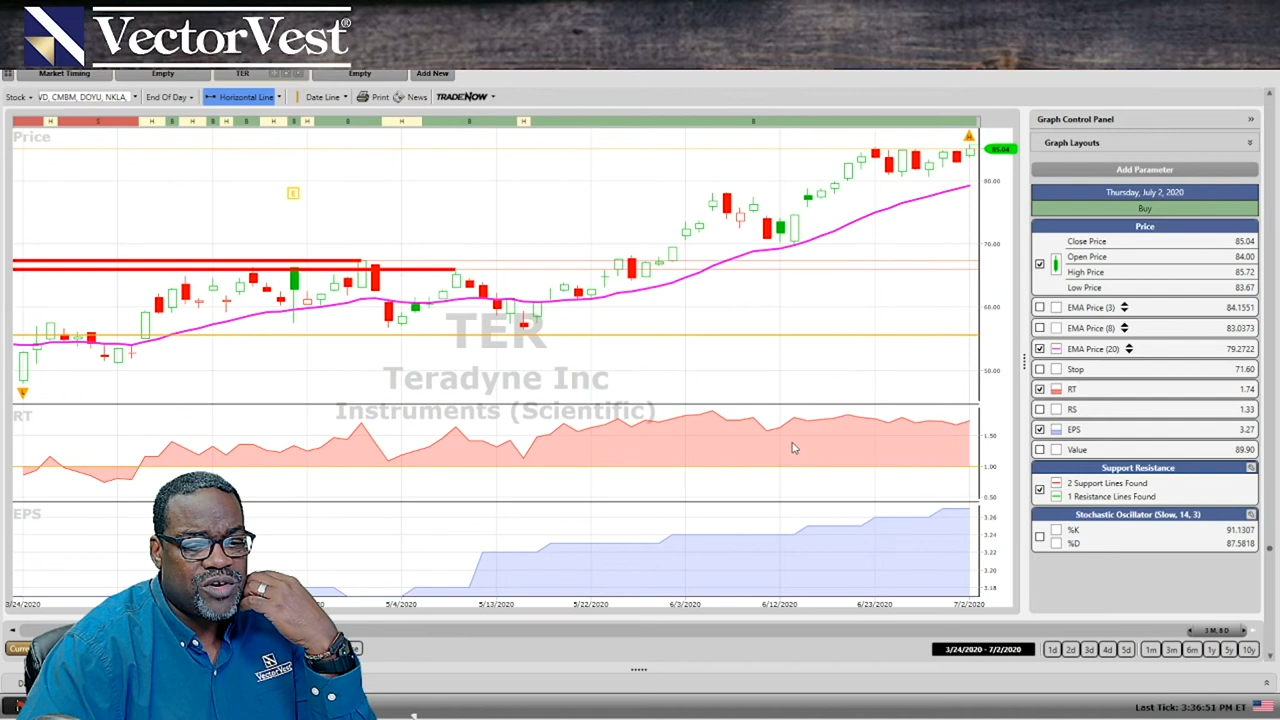 VectorVest®
Market Timing Empty TER Empty Add New
Stock VD, CMBM, DOYU, NKLA, End Of Day Horizontal Line Date Line Print News TRADENOW
H S H B H B H B H B H B H B H B
Price
E
H
85.04
80.00
70.00
60.00
50.00
L
TER
Teradyne Inc
Instruments (Scientific)
RT
1.50
1.00
0.50
EPS
3.26
3.24
3.22
3.20
3.18
3/24/2020 5/4/2020 5/13/2020 5/22/2020 6/3/2020 6/12/2020 6/23/2020 7/2/2020
3 M, 8 D
3/24/2020 - 7/2/2020 1d 2d 3d 4d 5d 1m 3m 6m 1y 5y 10y
Graph Control Panel
Graph Layouts
Add Parameter
Thursday, July 2, 2020
Buy
Price
Close Price 85.04
Open Price 84.00
High Price 85.72
Low Price 83.67
EMA Price (3) 84.1551
EMA Price (8) 83.0373
EMA Price (20) 79.2722
Stop 71.60
RT 1.74
RS 1.33
EPS 3.27
Value 89.90
Support Resistance
2 Support Lines Found
1 Resistance Lines Found
Stochastic Oscillator (Slow, 14, 3)
%K 91.1307
%D 87.5818
VectorVest
Last Tick: 3:36:51 PM ET